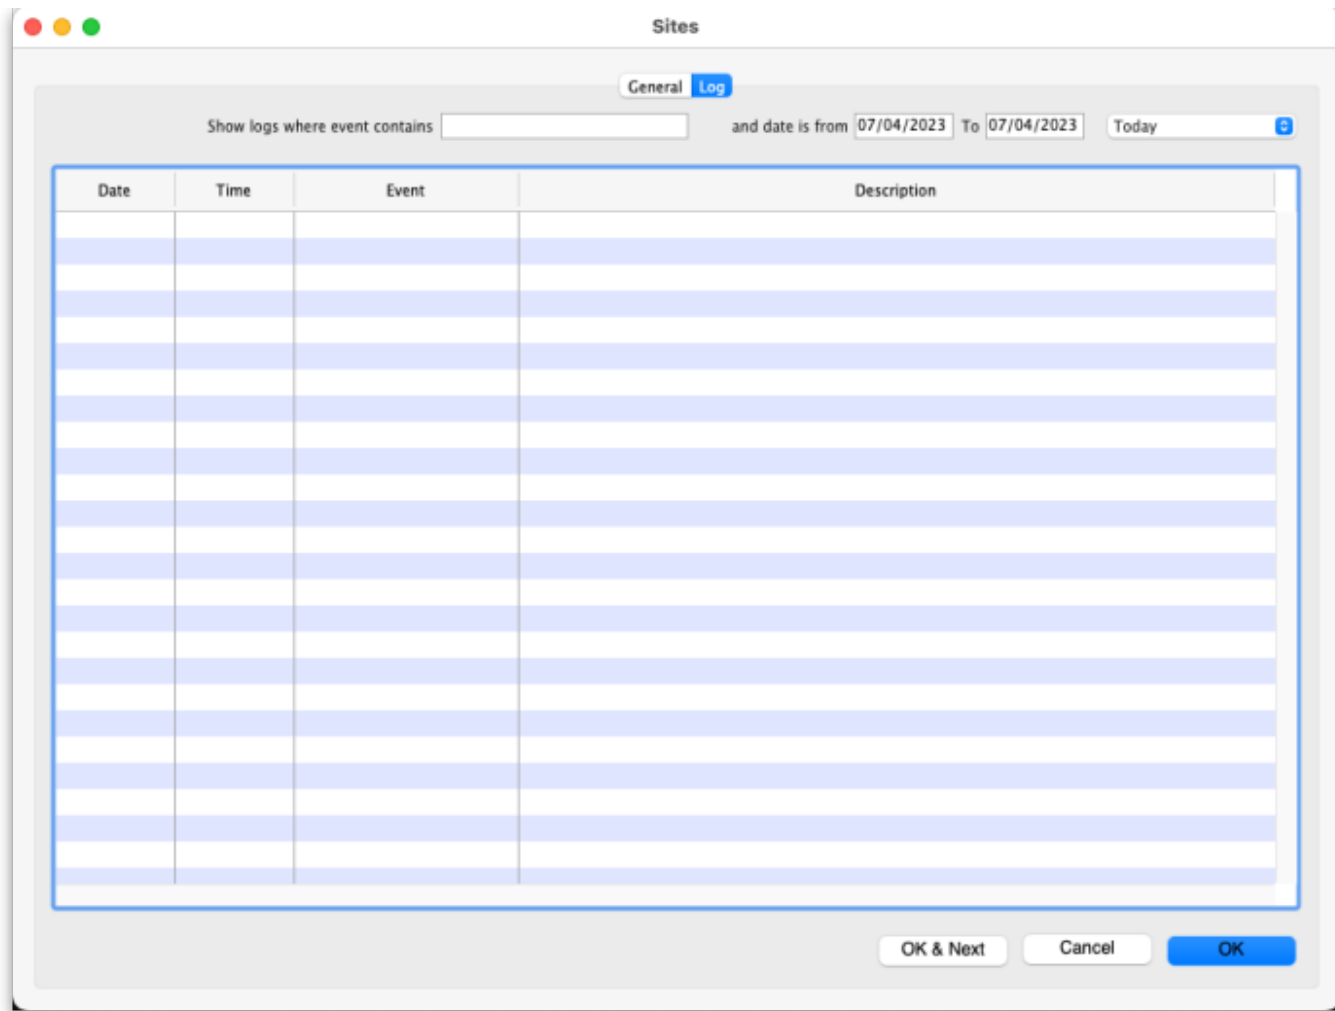 Sites
General Log
Show logs where event contains and date is from 07/04/2023 To 07/04/2023 Today
Date Time Event Description
OK & Next Cancel OK